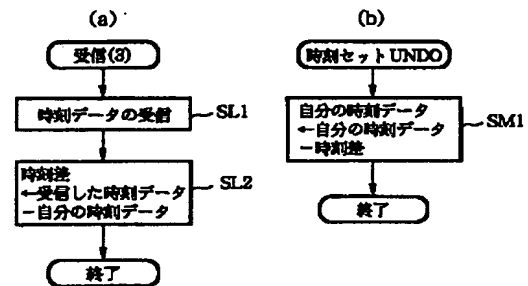 (a)
受信(3)
時刻データの受信
SL1
時刻差
←受信した時刻データ
－自分の時刻データ
SL2
終了
(b)
時刻セットUNDO
自分の時刻データ
←自分の時刻データ
－時刻差
SM1
終了